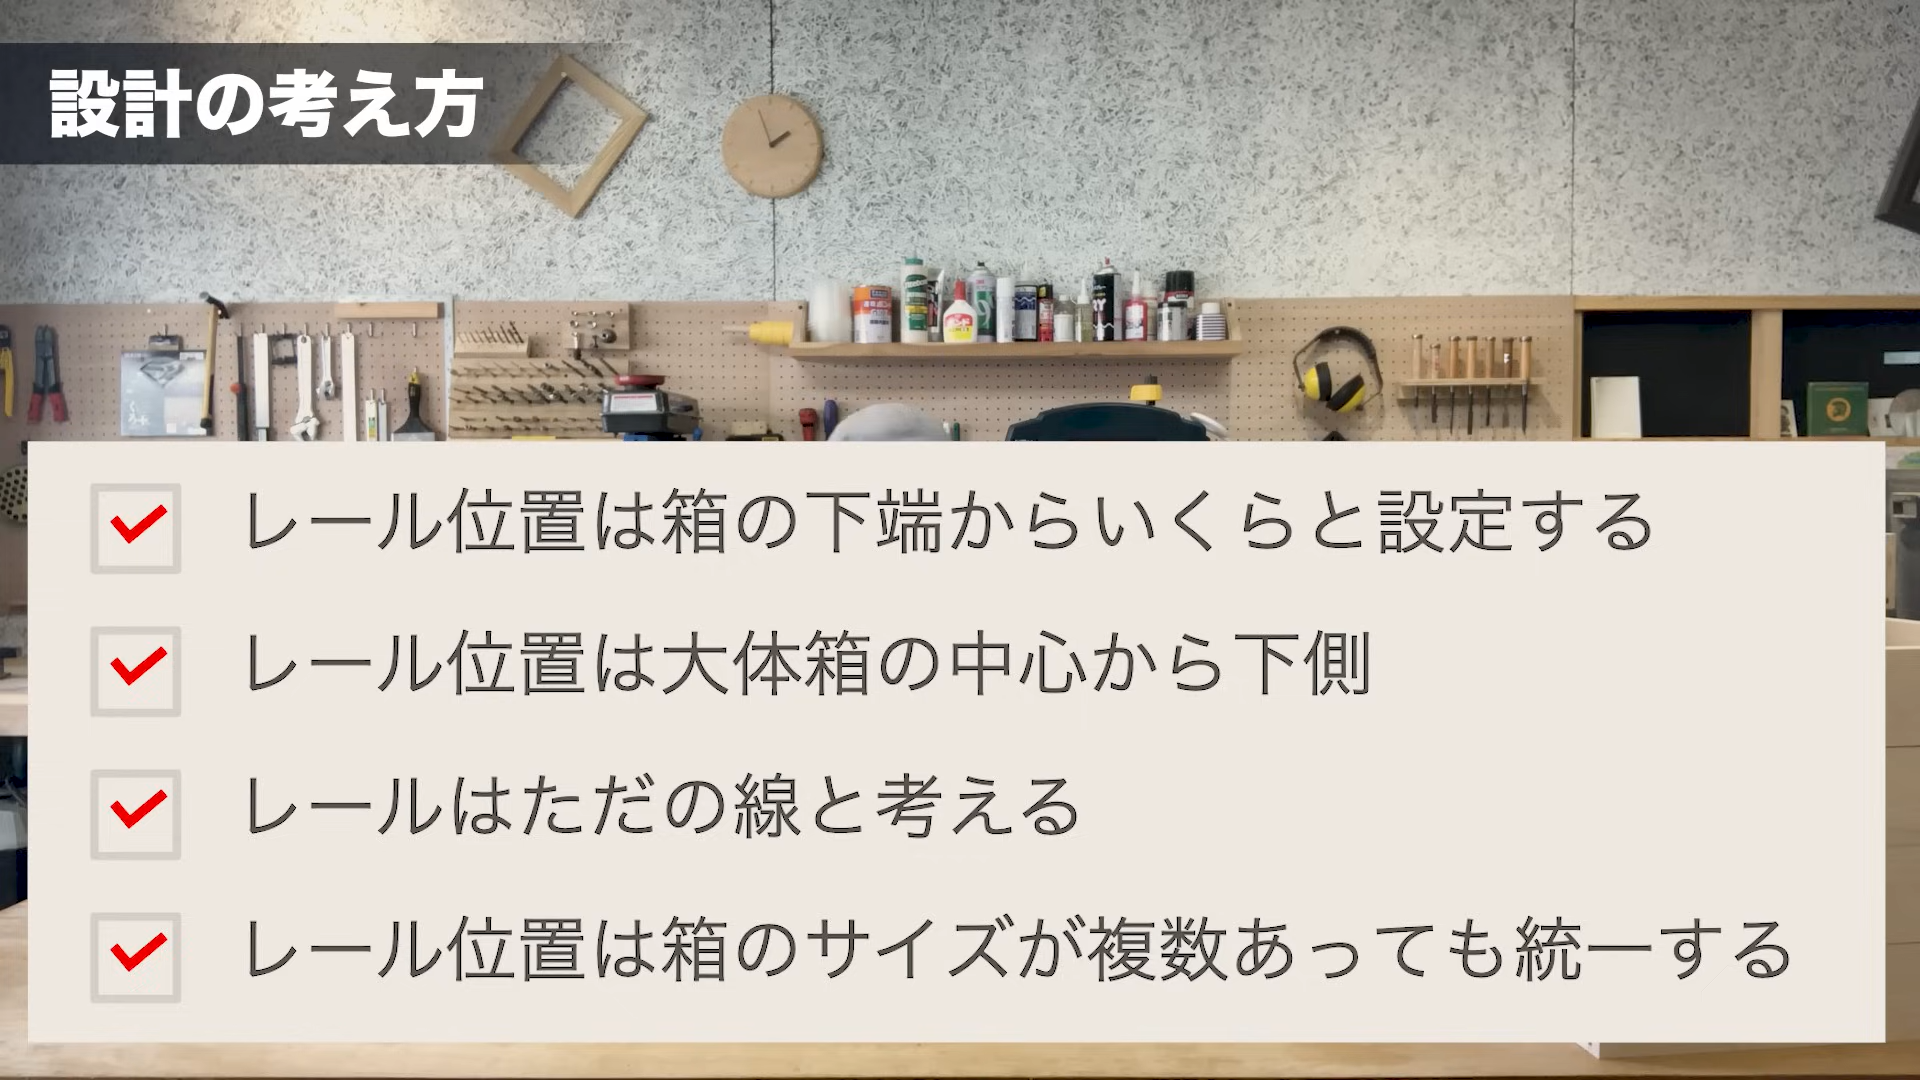 設計の考え方
レール位置は箱の下端からいくらと設定する
レール位置は大体箱の中心から下側
レールはただの線と考える
レール位置は箱のサイズが複数あっても統一する